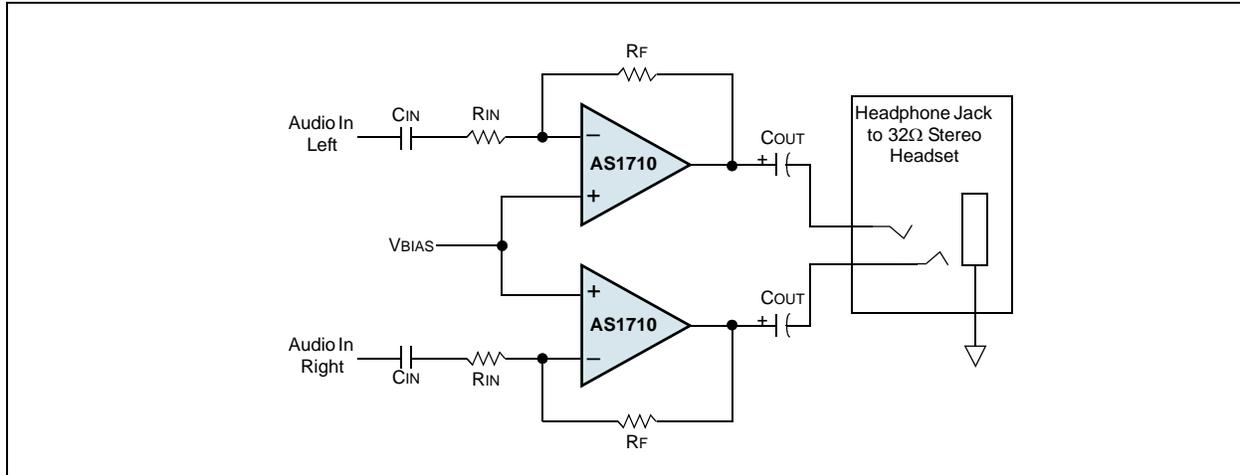 RF
Audio In
Left
CIN
RIN
−
AS1710
+
COUT
+
Headphone Jack
to 32Ω Stereo
Headset
VBIAS
+
AS1710
−
COUT
+
Audio In
Right
CIN
RIN
RF